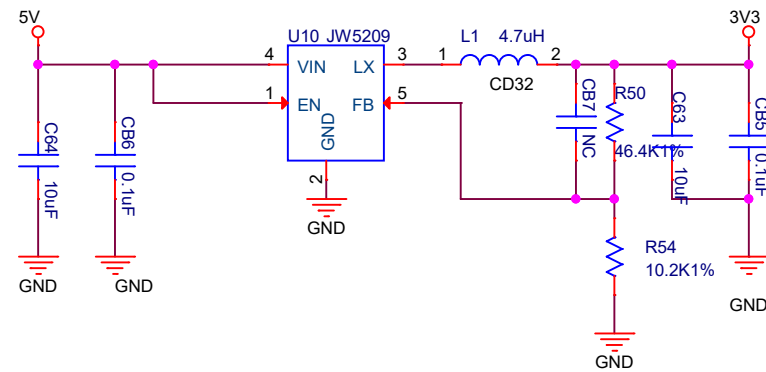 5V
3V3
U10 JW5209
L1 4.7uH
4
VIN
LX
3
1
2
CD32
1
EN
FB
5
GND
2
GND
C64
10uF
CB6
0.1uF
CB7
NC
R50
46.4K1%
C63
10uF
CB5
0.1uF
R54
10.2K1%
GND
GND
GND
GND